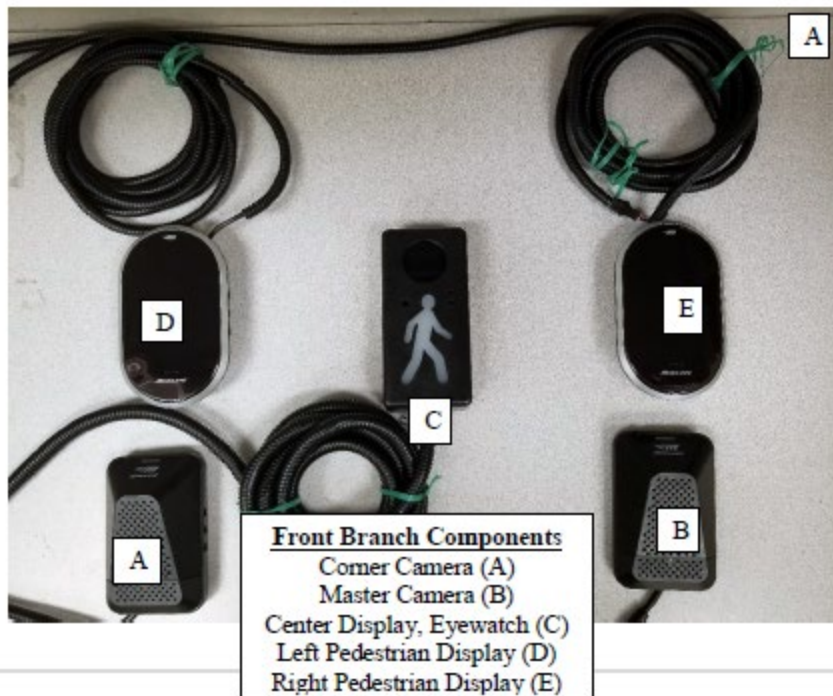 A
D
E
C
A
B
Front Branch Components
Corner Camera (A)
Master Camera (B)
Center Display, Eyewatch (C)
Left Pedestrian Display (D)
Right Pedestrian Display (E)